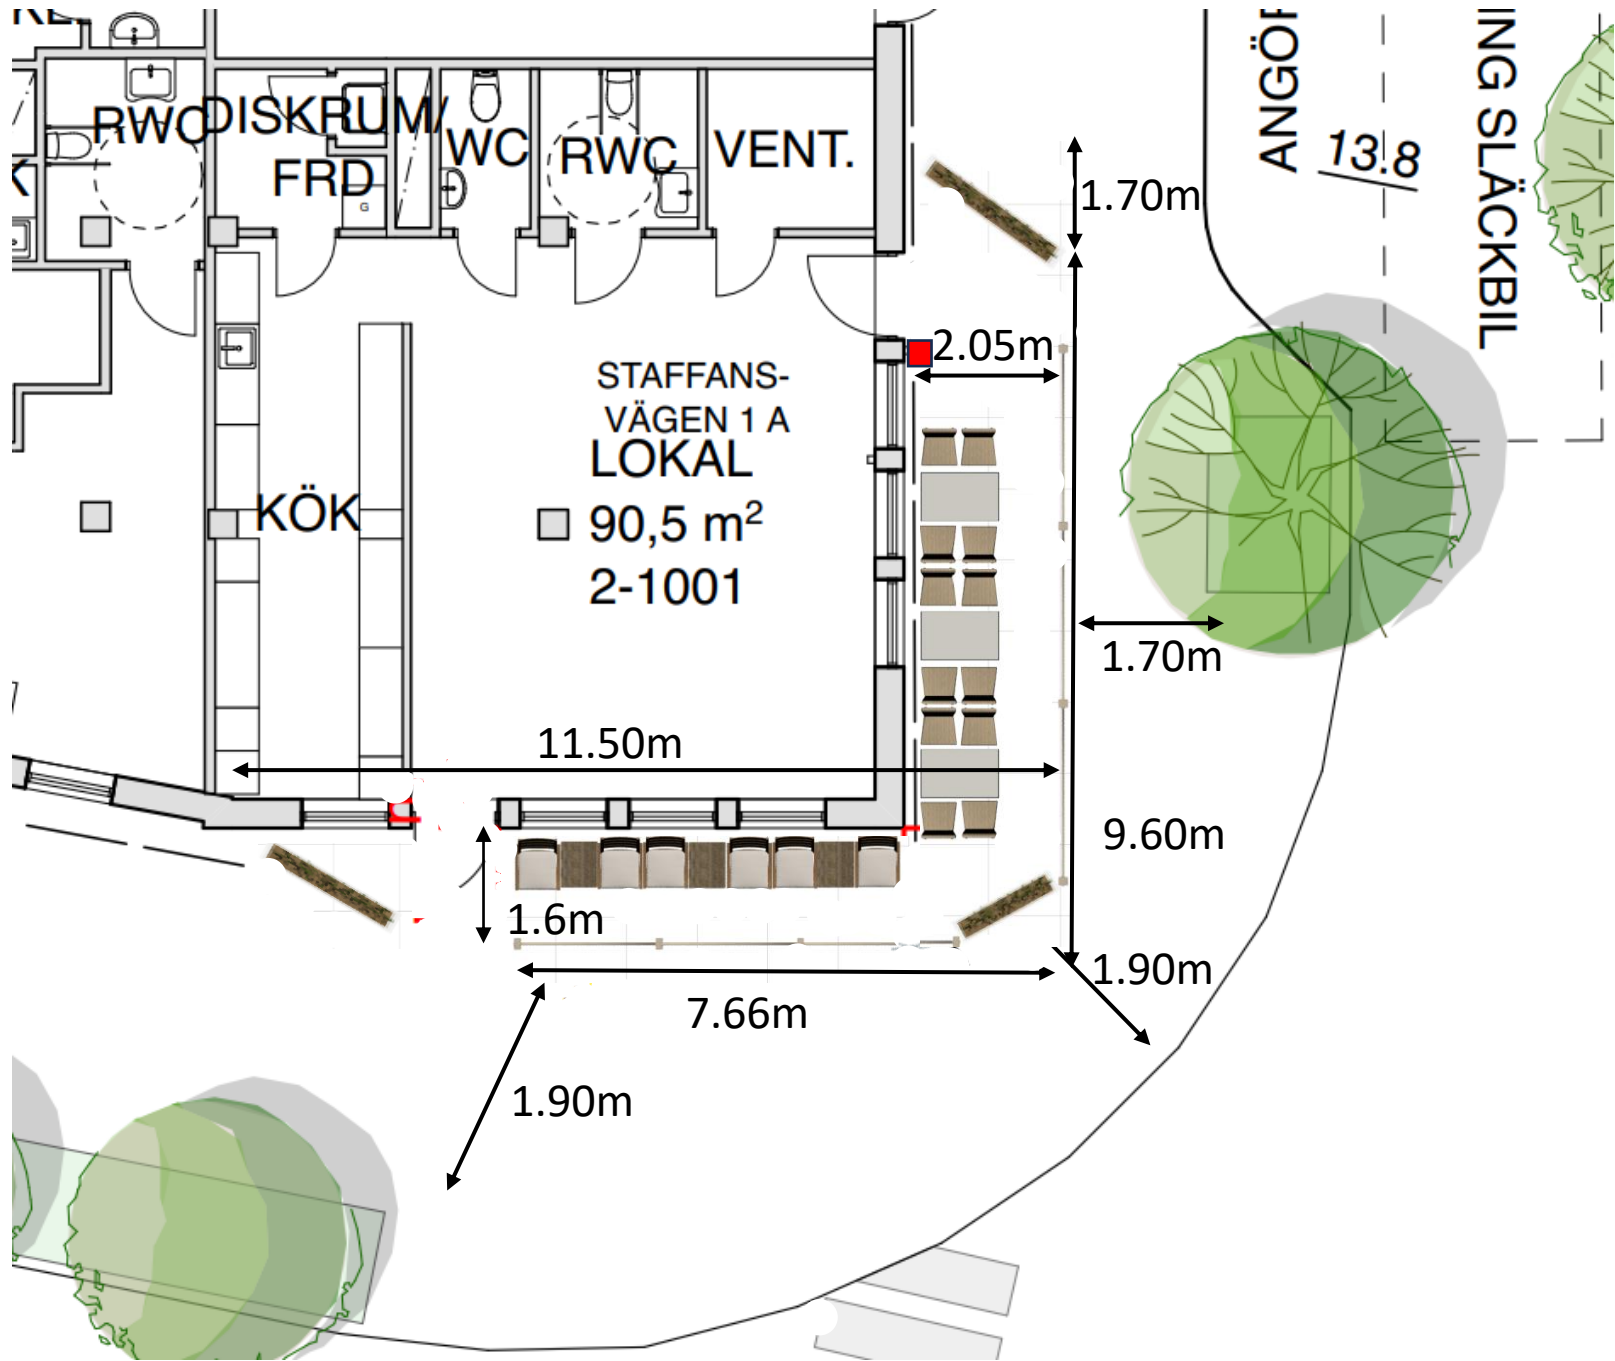 RWC
DISKRUM/
FRD
G
WC
RWC
VENT.
ANGÖR
13.8
ING SLÄCKBIL
1.70m
2.05m
STAFFANS-
VÄGEN 1 A
LOKAL
90,5 m²
2-1001
KÖK
K
1.70m
11.50m
9.60m
1.6m
1.90m
7.66m
1.90m